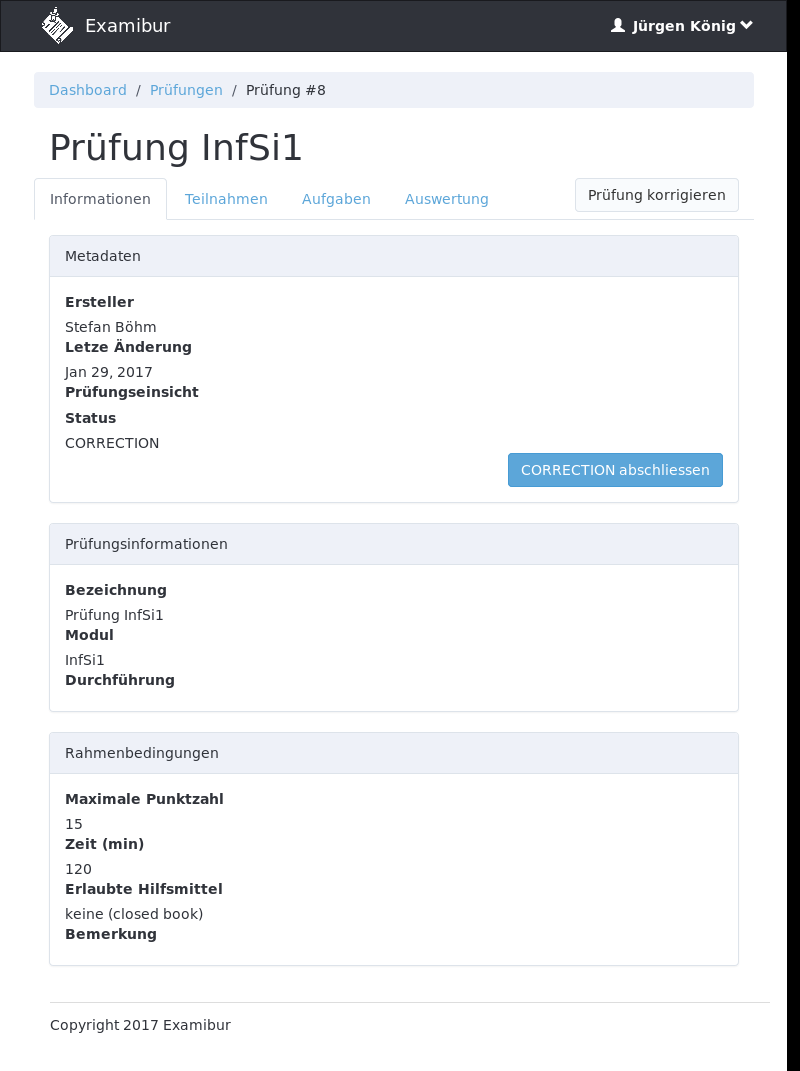 Examibur
Jürgen König
Dashboard / Prüfungen / Prüfung #8
Prüfung InfSi1
Informationen Teilnahmen Aufgaben Auswertung Prüfung korrigieren
Metadaten
Ersteller
Stefan Böhm
Letze Änderung
Jan 29, 2017
Prüfungseinsicht
Status
CORRECTION
CORRECTION abschliessen
Prüfungsinformationen
Bezeichnung
Prüfung InfSi1
Modul
InfSi1
Durchführung
Rahmenbedingungen
Maximale Punktzahl
15
Zeit (min)
120
Erlaubte Hilfsmittel
keine (closed book)
Bemerkung
Copyright 2017 Examibur